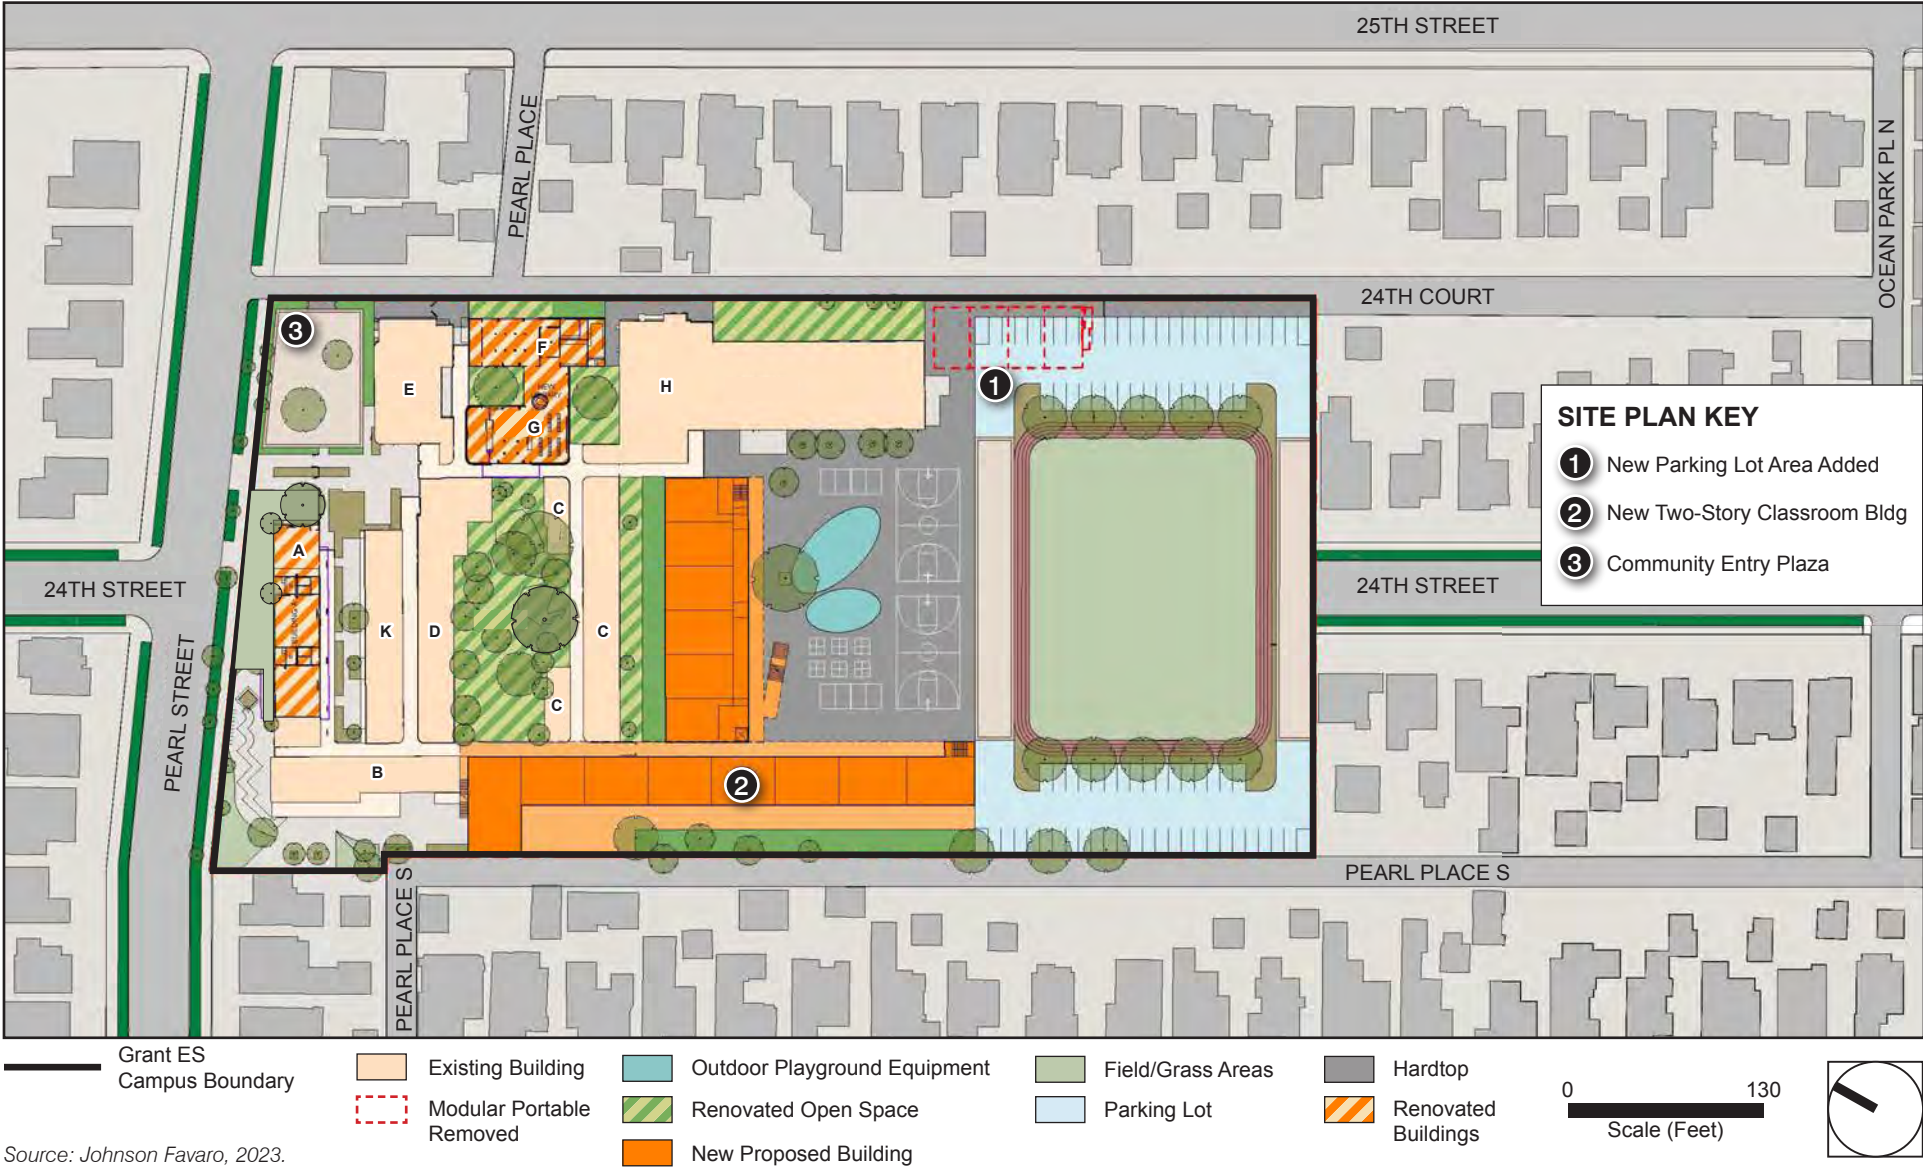 25TH STREET
PEARL PLACE
OCEAN PARK PL N
24TH COURT
3
F
E
H
1
G
SITE PLAN KEY
1 New Parking Lot Area Added
2 New Two-Story Classroom Bldg
3 Community Entry Plaza
C
A
24TH STREET
24TH STREET
K
D
C
PEARL STREET
C
B
2
PEARL PLACE S
PEARL PLACE S
Grant ES
Campus Boundary
Existing Building
Modular Portable
Removed
Outdoor Playground Equipment
Renovated Open Space
New Proposed Building
Field/Grass Areas
Parking Lot
Hardtop
Renovated
Buildings
0 130
Scale (Feet)
Source: Johnson Favaro, 2023.